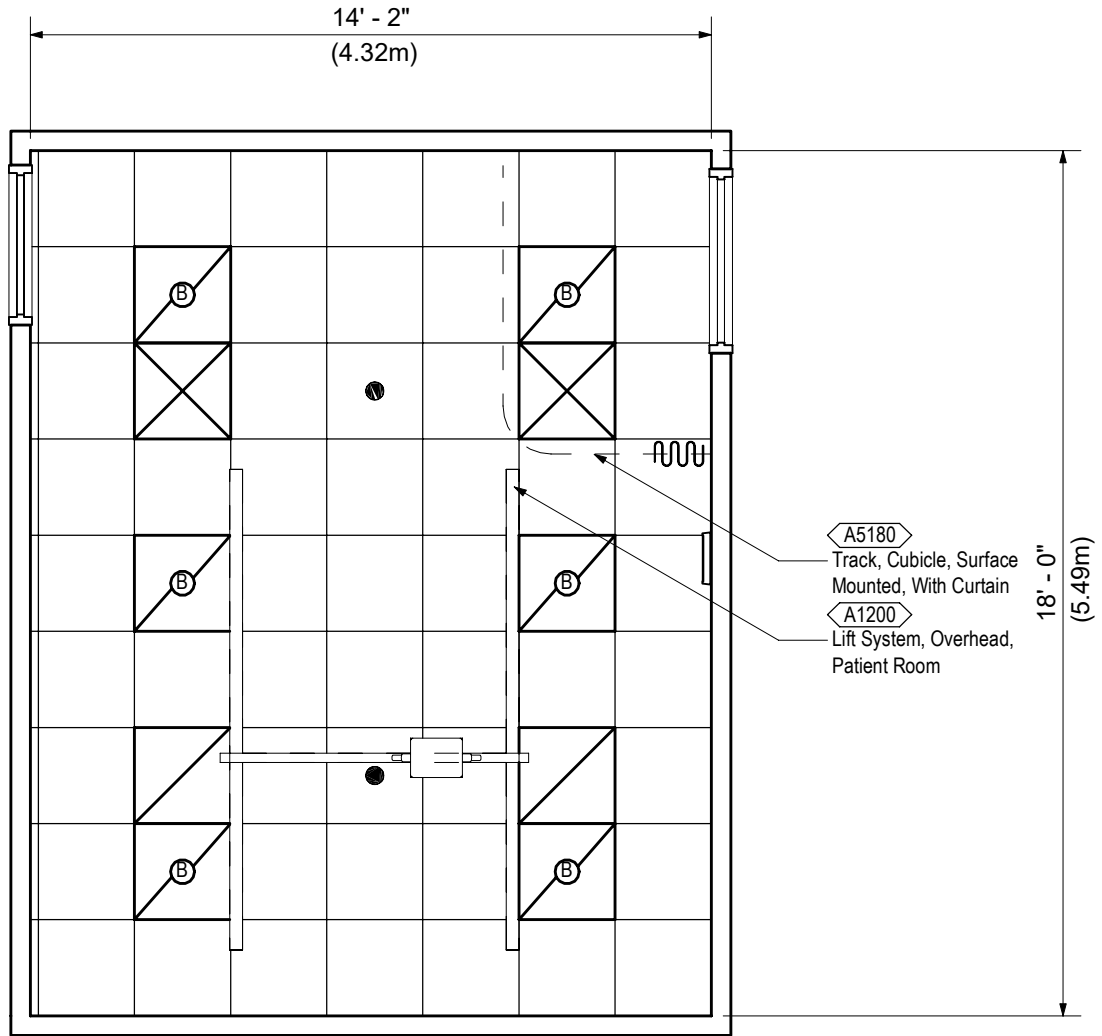 14' - 2"
(4.32m)
B
B
A5180
Track, Cubicle, Surface
Mounted, With Curtain
A1200
Lift System, Overhead,
Patient Room
18' - 0"
(5.49m)
B
B
B
B